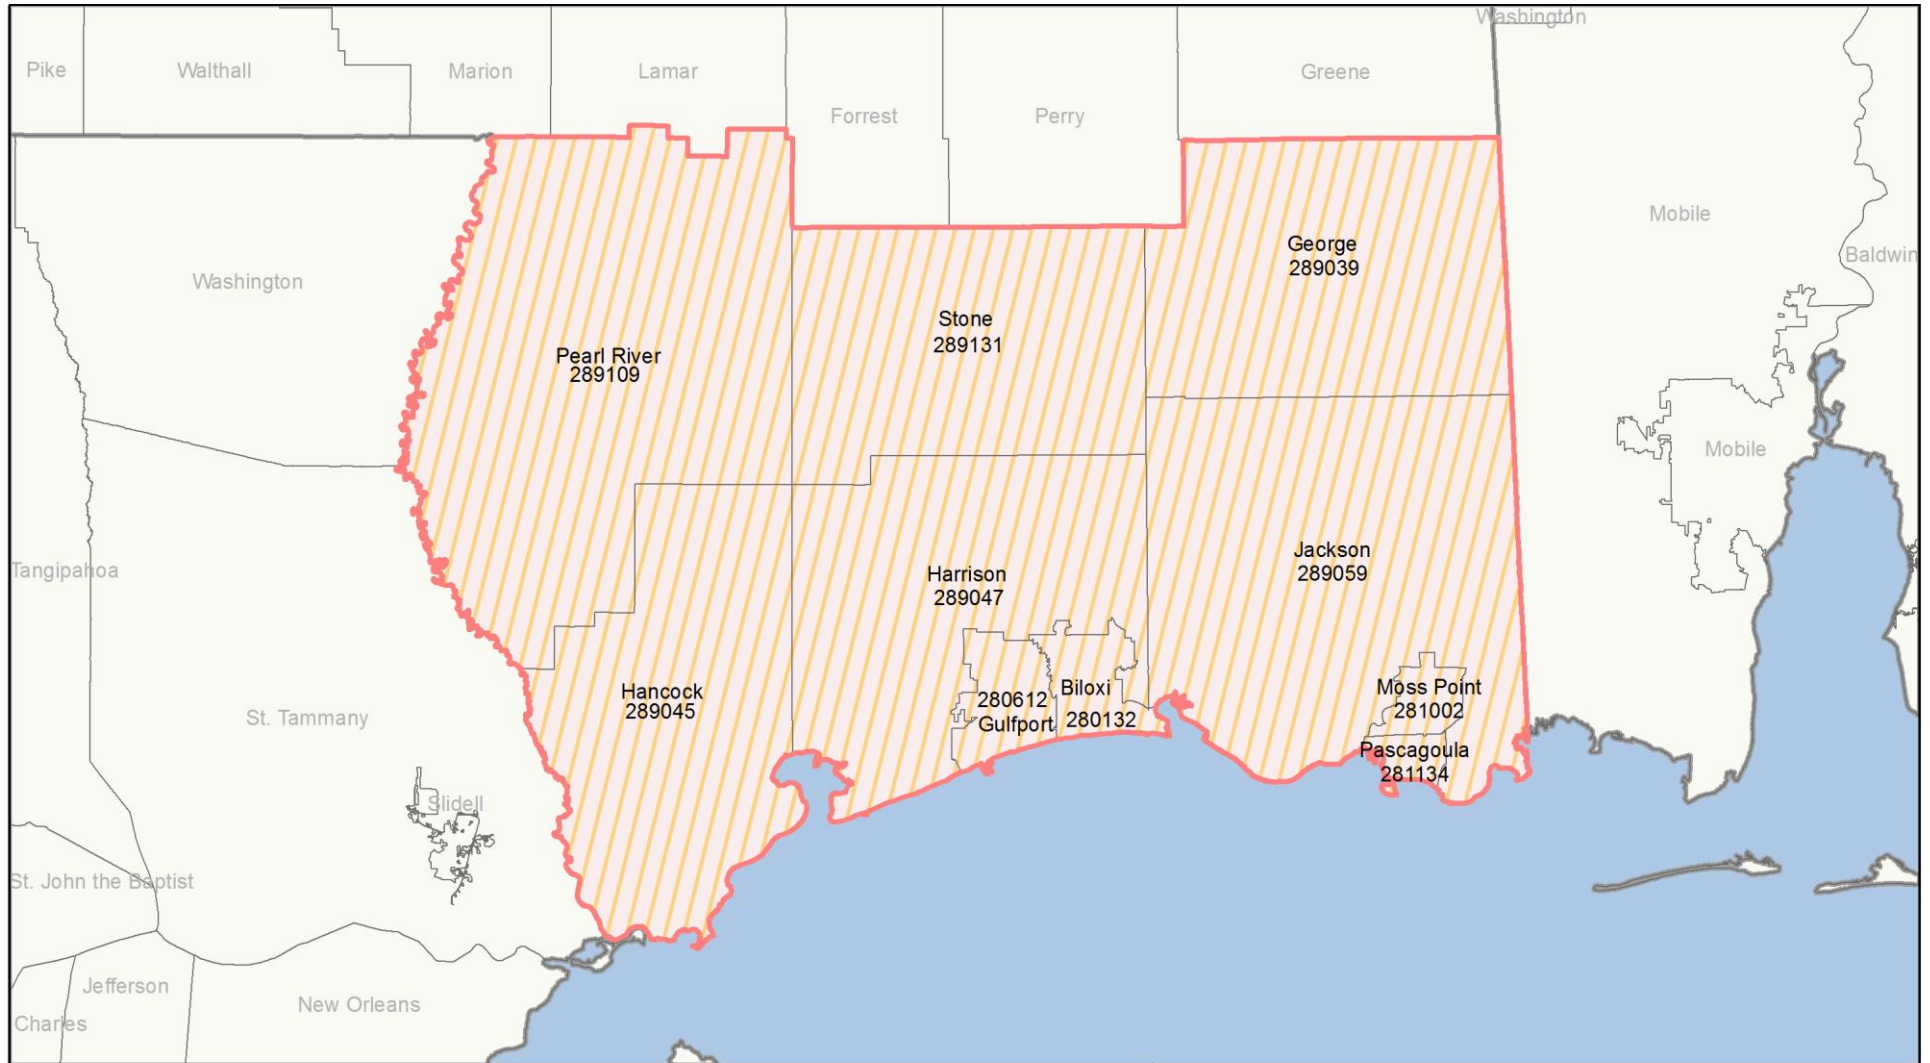 Washington
Pike
Walthall
Marion
Lamar
Greene
Forrest
Perry
Mobile
Baldwin
George
289039
Washington
Stone
289131
Pearl River
289109
Mobile
Tangipahoa
Jackson
289059
Harrison
289047
Hancock
289045
280612
Gulfport
Biloxi
280132
Moss Point
281002
St. Tammany
Pascagoula
281134
Slidell
St. John the Baptist
Jefferson
New Orleans
Charles